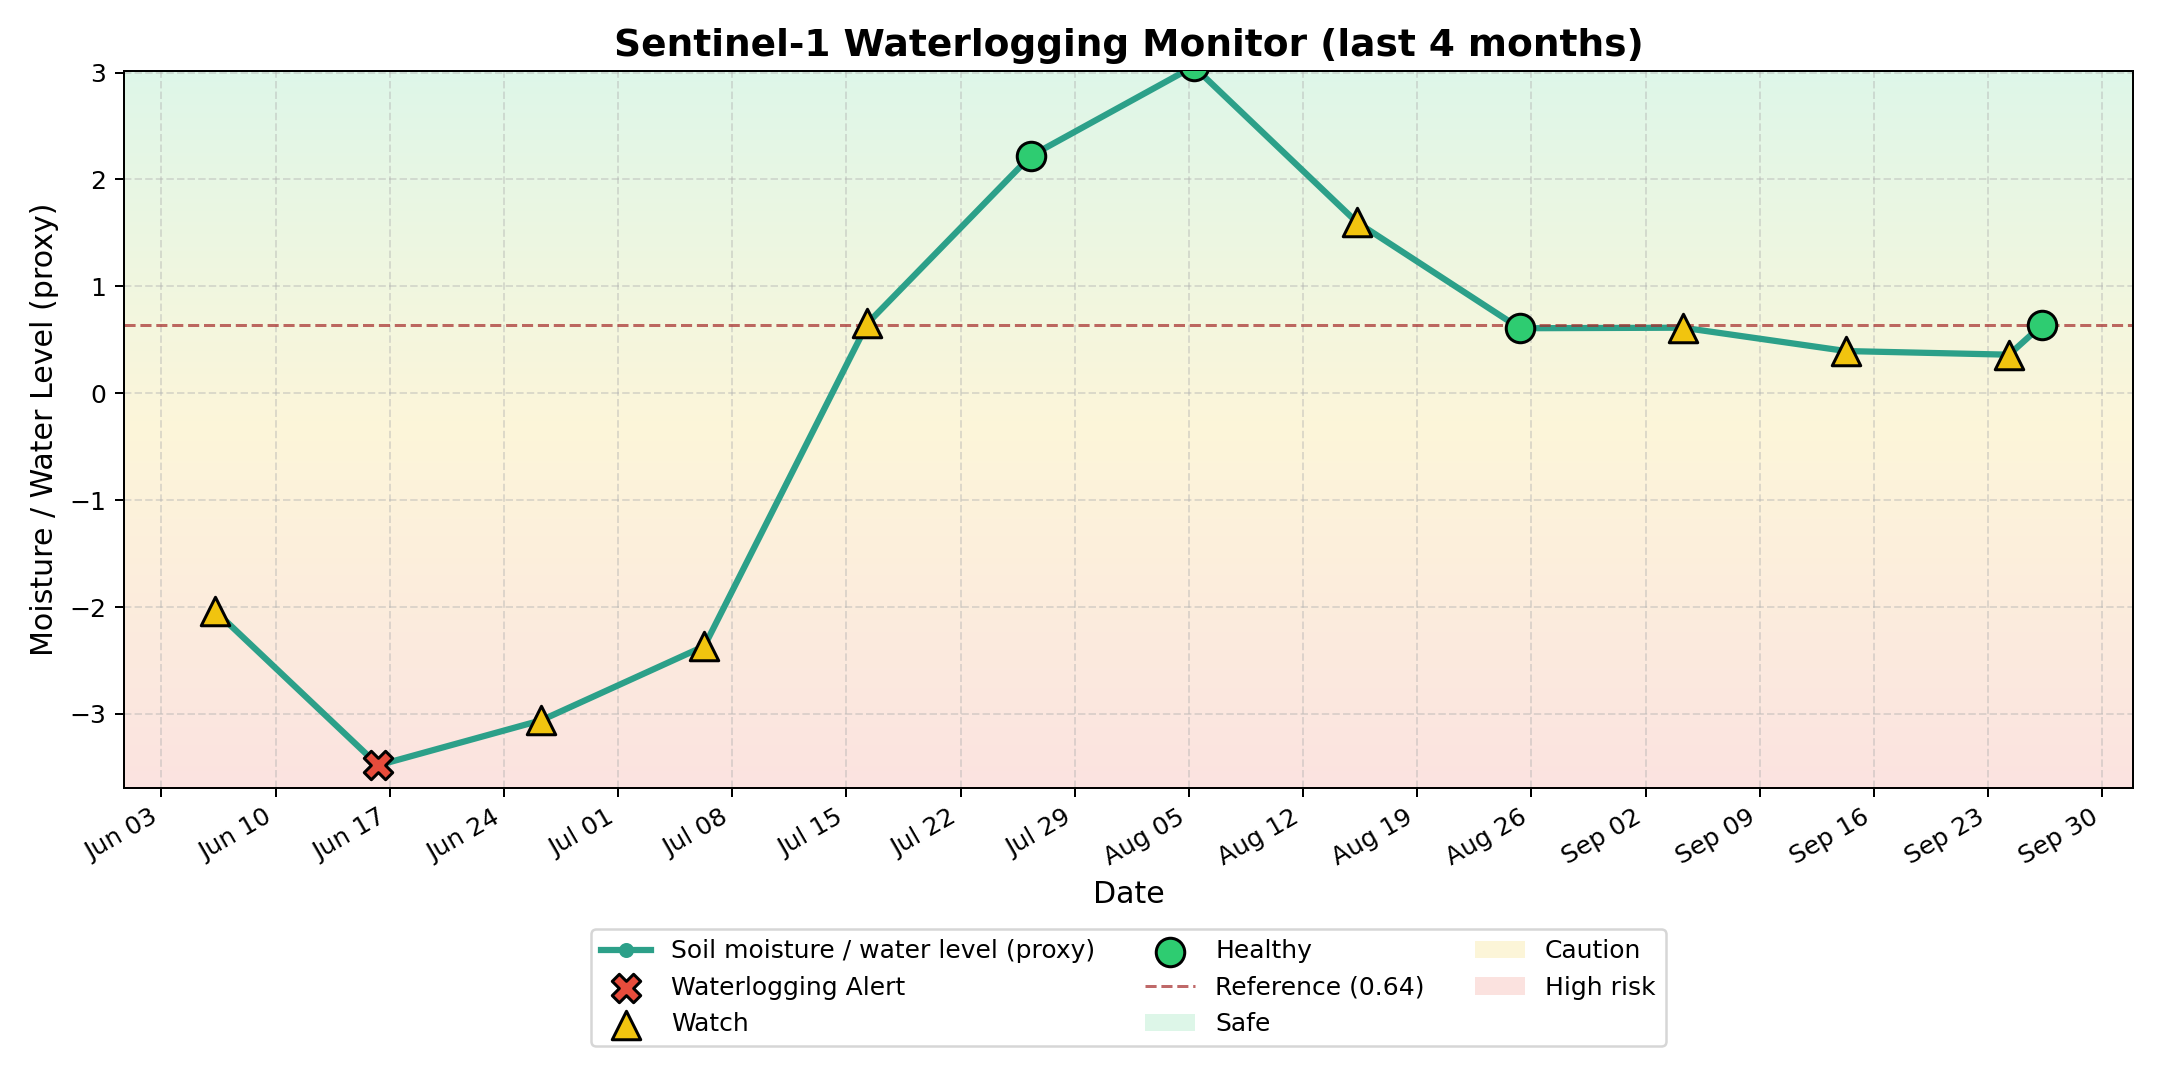 Sentinel-1 Waterlogging Monitor (last 4 months)
Moisture / Water Level (proxy)
3
2
1
0
−1
−2
−3
Jun 03
Jun 10
Jun 17
Jun 24
Jul 01
Jul 08
Jul 15
Jul 22
Jul 29
Aug 05
Aug 12
Aug 19
Aug 26
Sep 02
Sep 09
Sep 16
Sep 23
Sep 30
Date
Soil moisture / water level (proxy)
Waterlogging Alert
Watch
Healthy
Reference (0.64)
Safe
Caution
High risk